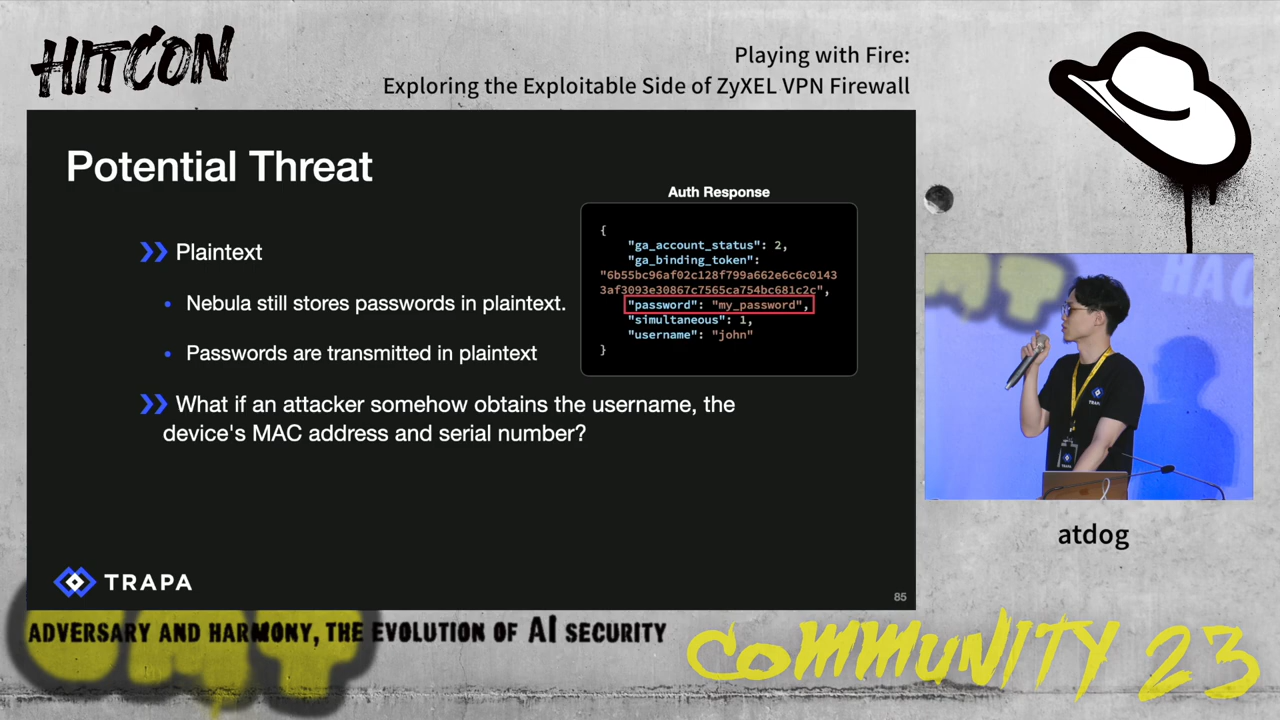 HITCON
Playing with Fire:
Exploring the Exploitable Side of ZyXEL VPN Firewall
Potential Threat
Plaintext
• Nebula still stores passwords in plaintext.
• Passwords are transmitted in plaintext
What if an attacker somehow obtains the username, the
device's MAC address and serial number?
Auth Response
{
"ga_account_status": 2,
"ga_binding_token":
"6b55bc96af02c128f799a662e6c6c0143
3af3093e30867c7565ca754bc681c2c",
"password": "my_password",
"simultaneous": 1,
"username": "john"
}
TRAPA
85
TRAPA
atdog
ADVERSARY AND HARMONY, THE EVOLUTION OF AI SECURITY
COMMUNITY 23